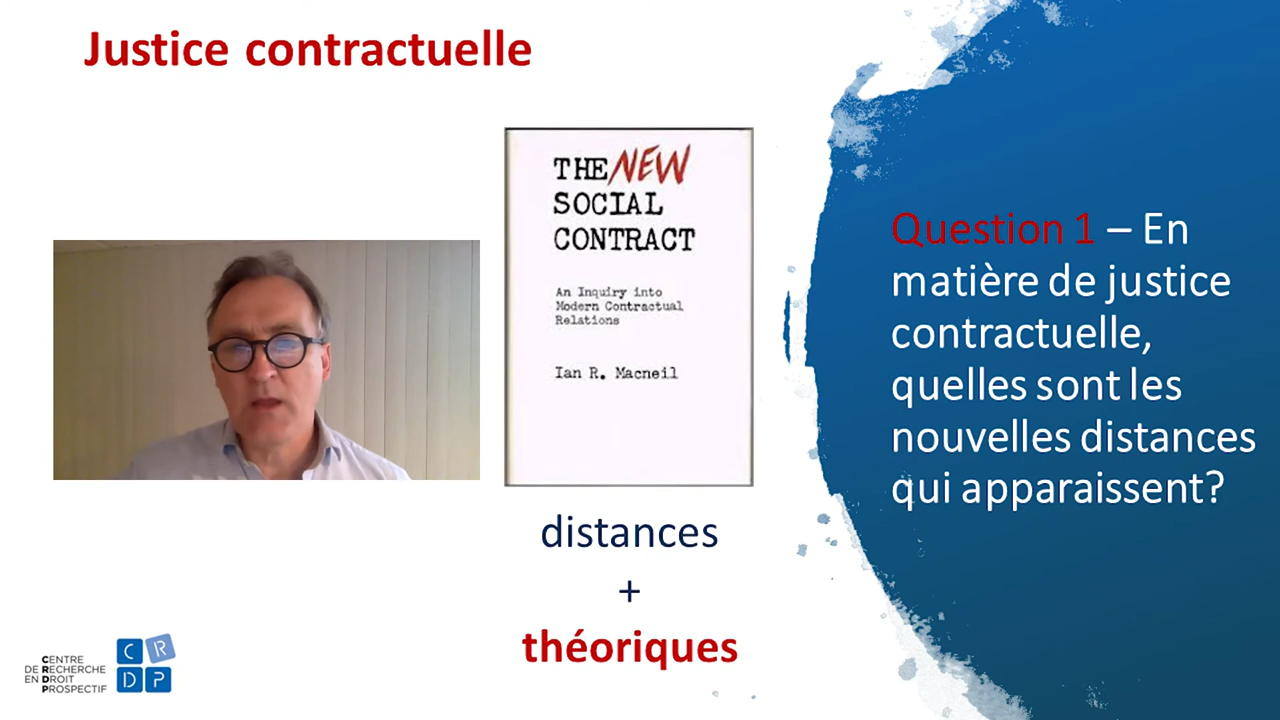 Justice contractuelle
THE NEW
SOCIAL
CONTRACT
An Inquiry into
Modern Contractual
Relations
Ian R. Macneil
distances
+
théoriques
Question 1 – En
matière de justice
contractuelle,
quelles sont les
nouvelles distances
qui apparaissent?
CENTRE
DE RECHERCHE
EN DROIT
PROSPECTIF
C R
D P